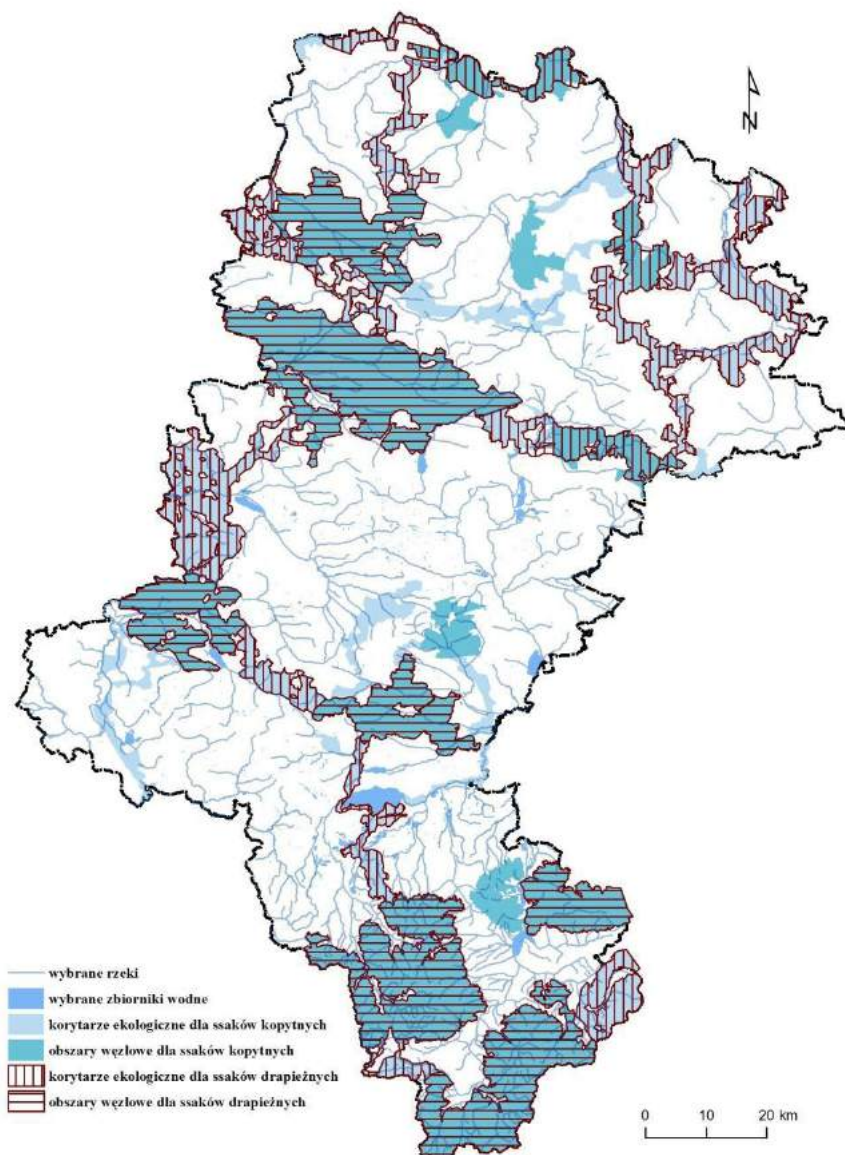 N
wybrane rzeki
wybrane zbiorniki wodne
korytarze ekologiczne dla ssaków kopytnych
obszary węzłowe dla ssaków kopytnych
korytarze ekologiczne dla ssaków drapieżnych
obszary węzłowe dla ssaków drapieżnych
0 10 20 km